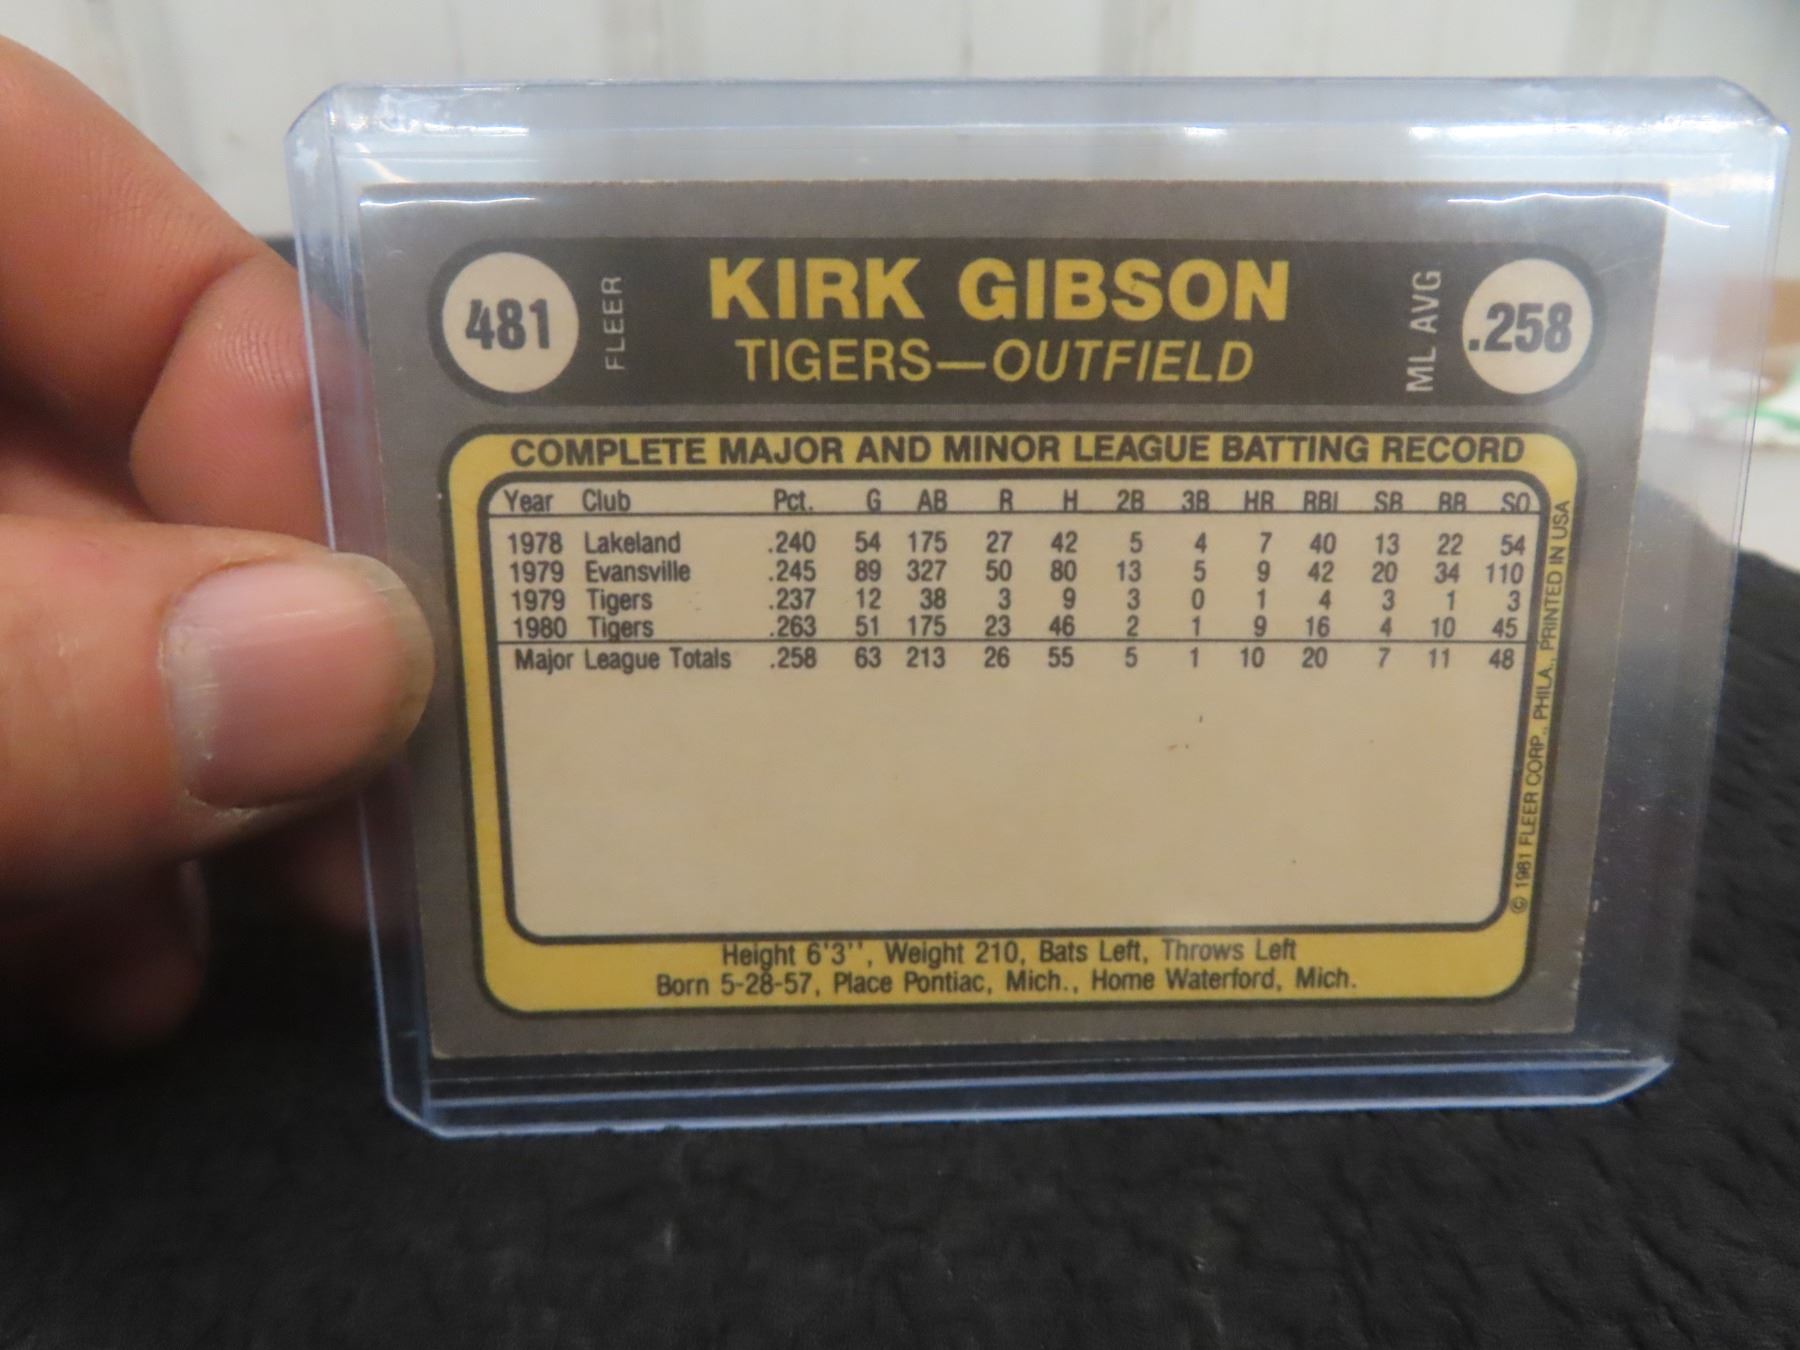 481 FLEER KIRK GIBSON ML AVG .258
TIGERS—OUTFIELD
COMPLETE MAJOR AND MINOR LEAGUE BATTING RECORD
Year Club Pct. G AB R H 2B 3B HR RBI SB BB SO
1978 Lakeland .240 54 175 27 42 5 4 7 40 13 22 54
1979 Evansville .245 89 327 50 80 13 5 9 42 20 34 110
1979 Tigers .237 12 38 3 9 3 0 1 4 3 1 3
1980 Tigers .263 51 175 23 46 2 1 9 16 4 10 45
Major League Totals .258 63 213 26 55 5 1 10 20 7 11 48
Height 6'3'', Weight 210, Bats Left, Throws Left
Born 5-28-57, Place Pontiac, Mich., Home Waterford, Mich.
© 1981 FLEER CORP., PHILA., PRINTED IN USA